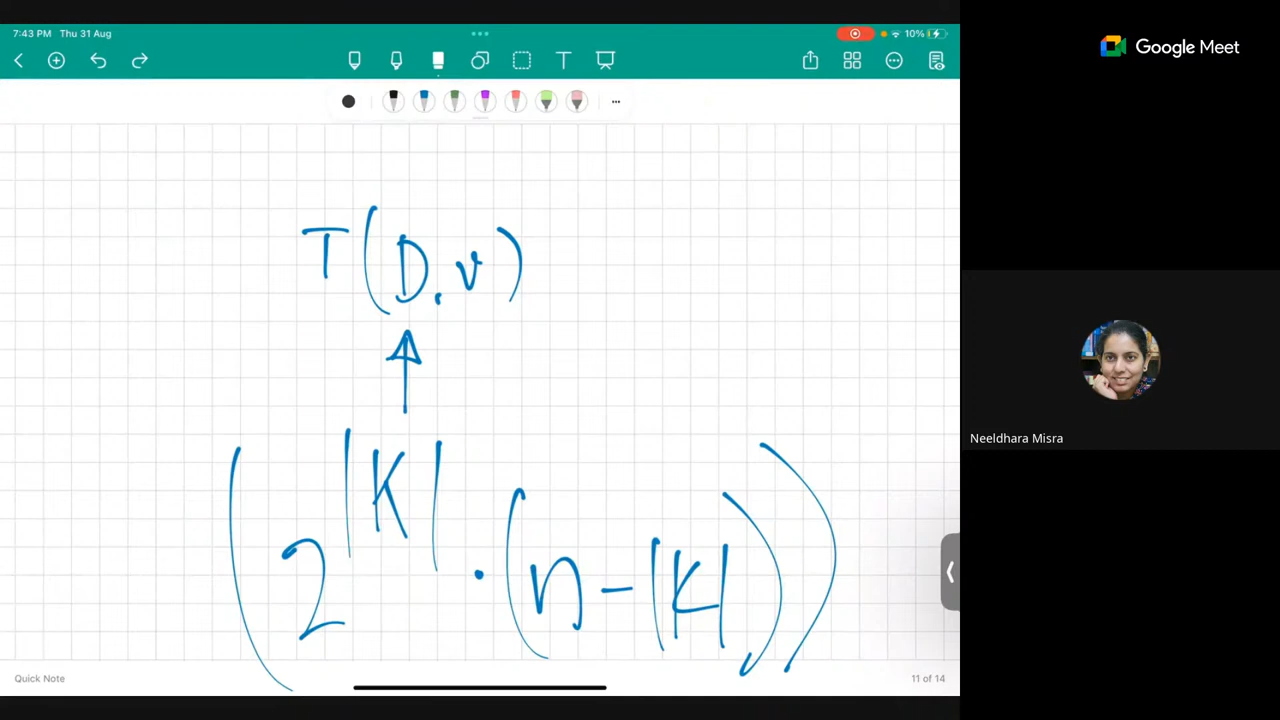 7:43 PM Thu 31 Aug
10%
Google Meet
T(D, v)
(2^|K| · (n - |K|))
Neeldhara Misra
Quick Note
11 of 14